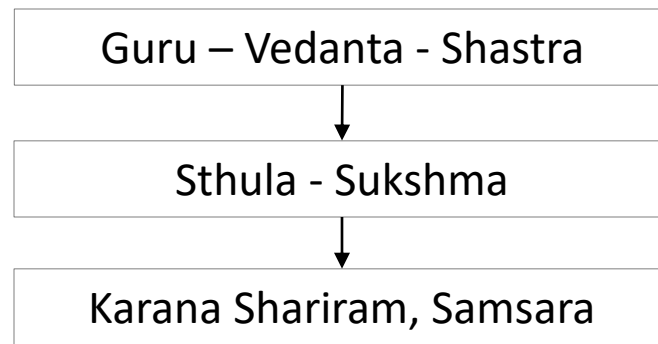 Guru – Vedanta - Shastra
Sthula - Sukshma
Karana Shariram, Samsara